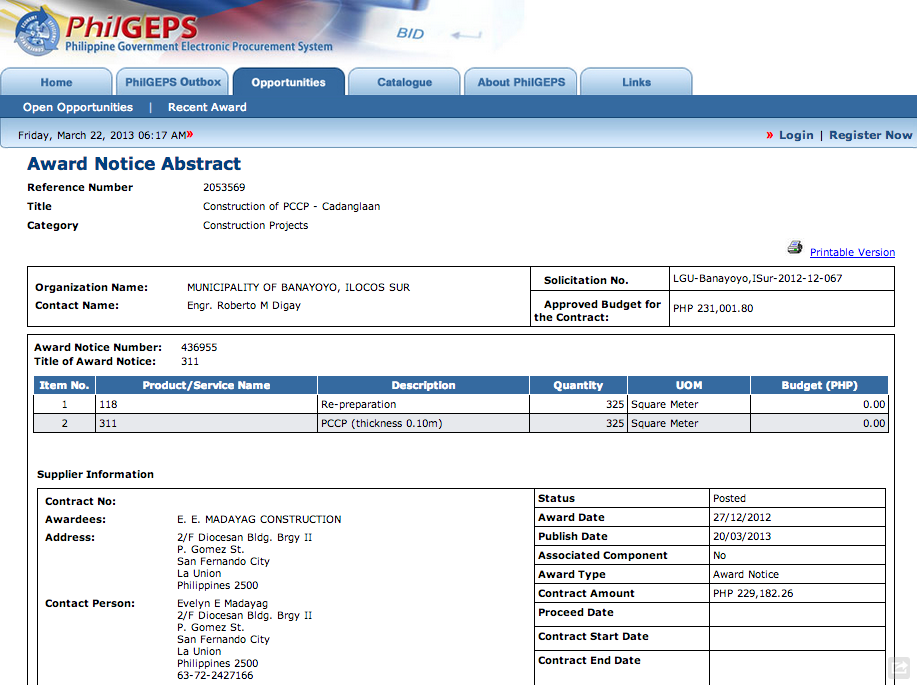 PhilGEPS
Philippine Government Electronic Procurement System
BID
Home
PhilGEPS Outbox
Opportunities
Catalogue
About PhilGEPS
Links
Open Opportunities | Recent Award
Friday, March 22, 2013 06:17 AM»
» Login | Register Now
Award Notice Abstract
Reference Number 2053569
Title Construction of PCCP - Cadanglaan
Category Construction Projects
Printable Version
Organization Name: MUNICIPALITY OF BANAYOYO, ILOCOS SUR
Contact Name: Engr. Roberto M Digay
Solicitation No. LGU-Banayoyo,ISur-2012-12-067
Approved Budget for the Contract: PHP 231,001.80
Award Notice Number: 436955
Title of Award Notice: 311
Item No. Product/Service Name Description Quantity UOM Budget (PHP)
1 118 Re-preparation 325 Square Meter 0.00
2 311 PCCP (thickness 0.10m) 325 Square Meter 0.00
Supplier Information
Contract No:
Awardees: E. E. MADAYAG CONSTRUCTION
Address: 2/F Diocesan Bldg. Brgy II
P. Gomez St.
San Fernando City
La Union
Philippines 2500
Contact Person: Evelyn E Madayag
2/F Diocesan Bldg. Brgy II
P. Gomez St.
San Fernando City
La Union
Philippines 2500
63-72-2427166
Status Posted
Award Date 27/12/2012
Publish Date 20/03/2013
Associated Component No
Award Type Award Notice
Contract Amount PHP 229,182.26
Proceed Date
Contract Start Date
Contract End Date